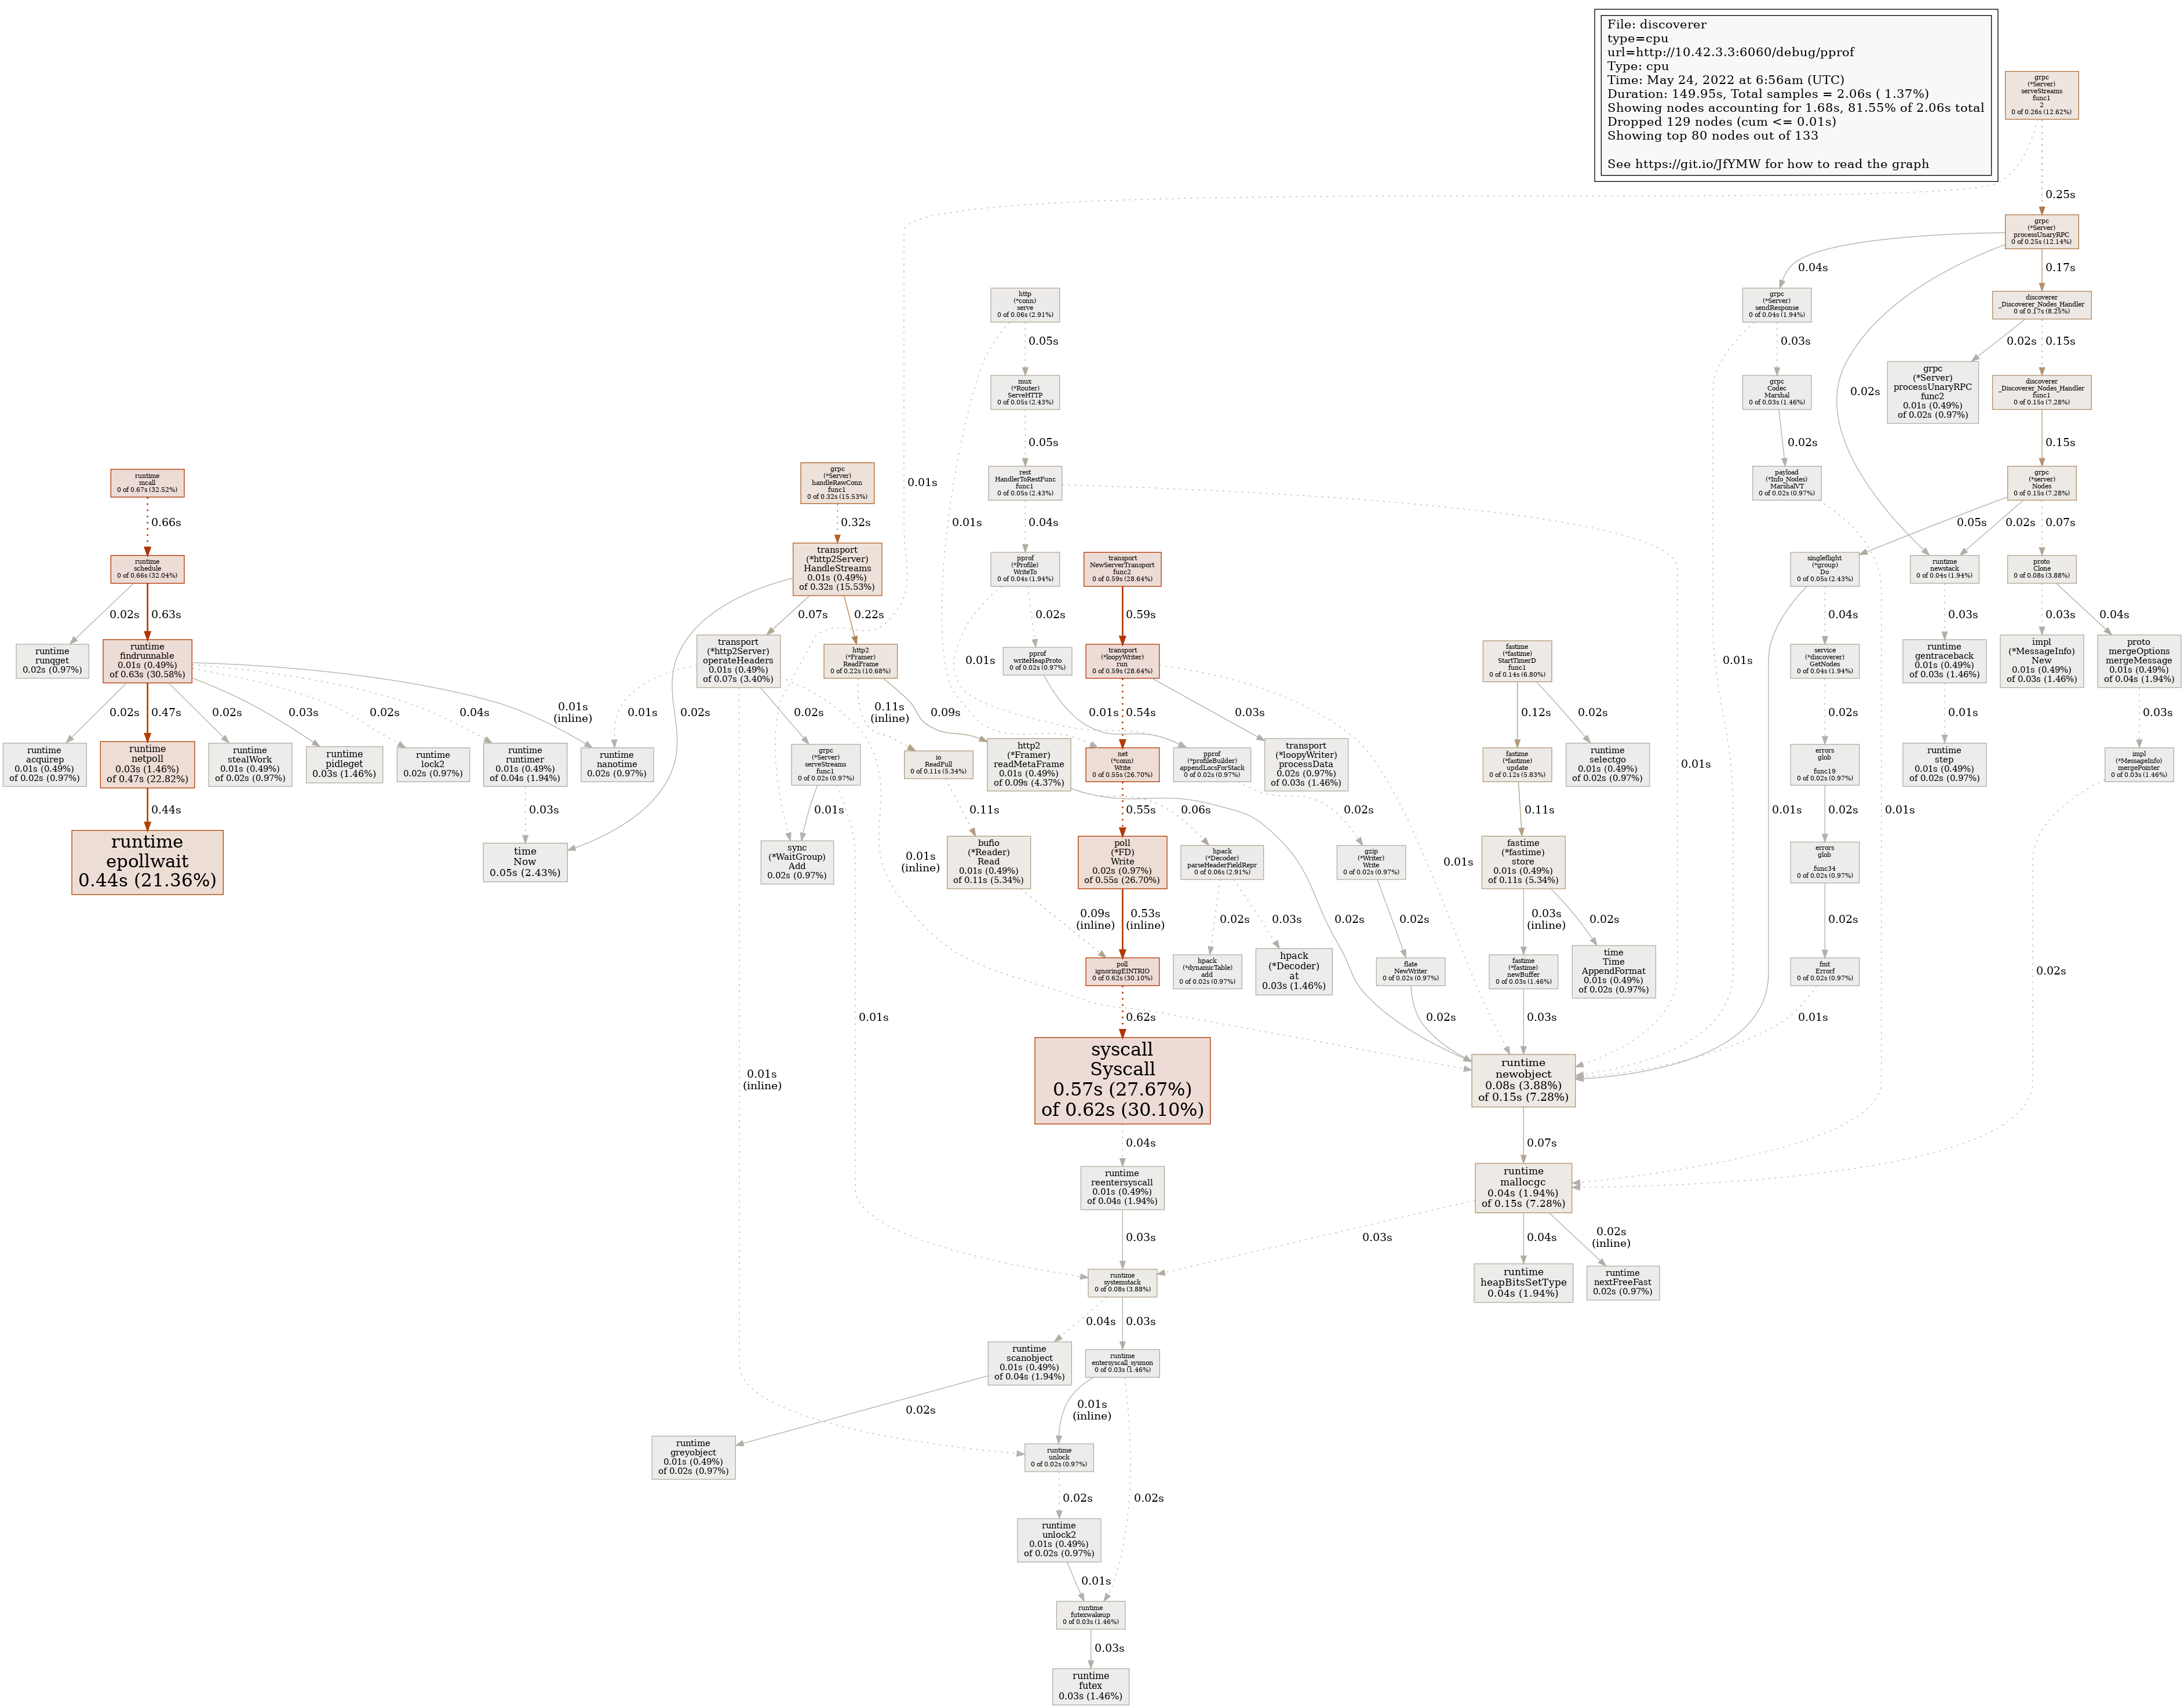 File: discoverer
type=cpu
url=http://10.42.3.3:6060/debug/pprof
Type: cpu
Time: May 24, 2022 at 6:56am (UTC)
Duration: 149.95s, Total samples = 2.06s ( 1.37%)
Showing nodes accounting for 1.68s, 81.55% of 2.06s total
Dropped 129 nodes (cum <= 0.01s)
Showing top 80 nodes out of 133
See https://git.io/JfYMW for how to read the graph
grpc
(*Server)
serveStreams
func1
2
0 of 0.26s (12.62%)
0.25s
grpc
(*Server)
processUnaryRPC
0 of 0.25s (12.14%)
0.04s
0.17s
http
(*conn)
serve
0 of 0.06s (2.91%)
grpc
(*Server)
sendResponse
0 of 0.04s (1.94%)
discoverer
_Discoverer_Nodes_Handler
0 of 0.17s (8.25%)
0.05s
0.03s
0.02s
0.15s
mux
(*Router)
ServeHTTP
0 of 0.05s (2.43%)
grpc
Codec
Marshal
0 of 0.03s (1.46%)
0.02s
grpc
(*Server)
processUnaryRPC
func2
0.01s (0.49%)
of 0.02s (0.97%)
discoverer
_Discoverer_Nodes_Handler
func1
0 of 0.15s (7.28%)
0.05s
0.02s
0.15s
runtime
mcall
0 of 0.67s (32.52%)
grpc
(*Server)
handleRawConn
func1
0 of 0.32s (15.53%)
0.01s
rest
HandlerToRestFunc
func1
0 of 0.05s (2.43%)
payload
(*Info_Nodes)
MarshalVT
0 of 0.02s (0.97%)
grpc
(*server)
Nodes
0 of 0.15s (7.28%)
0.66s
0.32s
0.01s
0.04s
0.05s
0.02s
0.07s
runtime
schedule
0 of 0.66s (32.04%)
transport
(*http2Server)
HandleStreams
0.01s (0.49%)
of 0.32s (15.53%)
pprof
(*Profile)
WriteTo
0 of 0.04s (1.94%)
transport
NewServerTransport
func2
0 of 0.59s (28.64%)
0.01s
singleflight
(*group)
Do
0 of 0.05s (2.43%)
runtime
newstack
0 of 0.04s (1.94%)
proto
Clone
0 of 0.08s (3.88%)
0.02s
0.63s
0.07s
0.22s
0.02s
0.59s
0.04s
0.01s
0.03s
0.03s
0.04s
runtime
runqget
0.02s (0.97%)
runtime
findrunnable
0.01s (0.49%)
of 0.63s (30.58%)
0.02s
transport
(*http2Server)
operateHeaders
0.01s (0.49%)
of 0.07s (3.40%)
http2
(*Framer)
ReadFrame
0 of 0.22s (10.68%)
0.01s
pprof
writeHeapProto
0 of 0.02s (0.97%)
transport
(*loopyWriter)
run
0 of 0.59s (28.64%)
fastime
(*fastime)
StartTimerD
func1
0 of 0.14s (6.80%)
0.01s
service
(*discoverer)
GetNodes
0 of 0.04s (1.94%)
runtime
gentraceback
0.01s (0.49%)
of 0.03s (1.46%)
impl
(*MessageInfo)
New
0.01s (0.49%)
of 0.03s (1.46%)
proto
mergeOptions
mergeMessage
0.01s (0.49%)
of 0.04s (1.94%)
0.02s
0.47s
0.02s
0.03s
0.02s
0.04s
0.01s
(inline)
0.01s
0.02s
0.11s
(inline)
0.09s
0.01s
0.54s
0.03s
0.12s
0.02s
0.02s
0.01s
0.03s
runtime
acquirep
0.01s (0.49%)
of 0.02s (0.97%)
runtime
netpoll
0.03s (1.46%)
of 0.47s (22.82%)
runtime
stealWork
0.01s (0.49%)
of 0.02s (0.97%)
runtime
pidleget
0.03s (1.46%)
runtime
lock2
0.02s (0.97%)
runtime
runtimer
0.01s (0.49%)
of 0.04s (1.94%)
runtime
nanotime
0.02s (0.97%)
grpc
(*Server)
serveStreams
func1
0 of 0.02s (0.97%)
io
ReadFull
0 of 0.11s (5.34%)
http2
(*Framer)
readMetaFrame
0.01s (0.49%)
of 0.09s (4.37%)
net
(*conn)
Write
0 of 0.55s (26.70%)
pprof
(*profileBuilder)
appendLocsForStack
0 of 0.02s (0.97%)
transport
(*loopyWriter)
processData
0.02s (0.97%)
of 0.03s (1.46%)
fastime
(*fastime)
update
0 of 0.12s (5.83%)
runtime
selectgo
0.01s (0.49%)
of 0.02s (0.97%)
0.01s
errors
glob

func19
0 of 0.02s (0.97%)
runtime
step
0.01s (0.49%)
of 0.02s (0.97%)
impl
(*MessageInfo)
mergePointer
0 of 0.03s (1.46%)
0.44s
0.03s
0.01s
0.11s
0.55s
0.06s
0.02s
0.11s
0.01s
0.02s
runtime
epollwait
0.44s (21.36%)
time
Now
0.05s (2.43%)
0.01s
(inline)
sync
(*WaitGroup)
Add
0.02s (0.97%)
bufio
(*Reader)
Read
0.01s (0.49%)
of 0.11s (5.34%)
poll
(*FD)
Write
0.02s (0.97%)
of 0.55s (26.70%)
hpack
(*Decoder)
parseHeaderFieldRepr
0 of 0.06s (2.91%)
gzip
(*Writer)
Write
0 of 0.02s (0.97%)
0.01s
fastime
(*fastime)
store
0.01s (0.49%)
of 0.11s (5.34%)
errors
glob

func34
0 of 0.02s (0.97%)
0.09s
(inline)
0.53s
(inline)
0.02s
0.03s
0.02s
0.02s
0.03s
(inline)
0.02s
0.02s
poll
ignoringEINTRIO
0 of 0.62s (30.10%)
hpack
(*dynamicTable)
add
0 of 0.02s (0.97%)
hpack
(*Decoder)
at
0.03s (1.46%)
flate
NewWriter
0 of 0.02s (0.97%)
fastime
(*fastime)
newBuffer
0 of 0.03s (1.46%)
time
Time
AppendFormat
0.01s (0.49%)
of 0.02s (0.97%)
fmt
Errorf
0 of 0.02s (0.97%)
0.02s
0.01s
0.62s
0.02s
0.03s
0.01s
0.01s
(inline)
syscall
Syscall
0.57s (27.67%)
of 0.62s (30.10%)
runtime
newobject
0.08s (3.88%)
of 0.15s (7.28%)
0.04s
0.07s
runtime
reentersyscall
0.01s (0.49%)
of 0.04s (1.94%)
runtime
mallocgc
0.04s (1.94%)
of 0.15s (7.28%)
0.03s
0.03s
0.04s
0.02s
(inline)
runtime
systemstack
0 of 0.08s (3.88%)
runtime
heapBitsSetType
0.04s (1.94%)
runtime
nextFreeFast
0.02s (0.97%)
0.04s
0.03s
runtime
scanobject
0.01s (0.49%)
of 0.04s (1.94%)
runtime
entersyscall_sysmon
0 of 0.03s (1.46%)
0.02s
0.01s
(inline)
runtime
greyobject
0.01s (0.49%)
of 0.02s (0.97%)
runtime
unlock
0 of 0.02s (0.97%)
0.02s
0.02s
runtime
unlock2
0.01s (0.49%)
of 0.02s (0.97%)
0.01s
runtime
futexwakeup
0 of 0.03s (1.46%)
0.03s
runtime
futex
0.03s (1.46%)